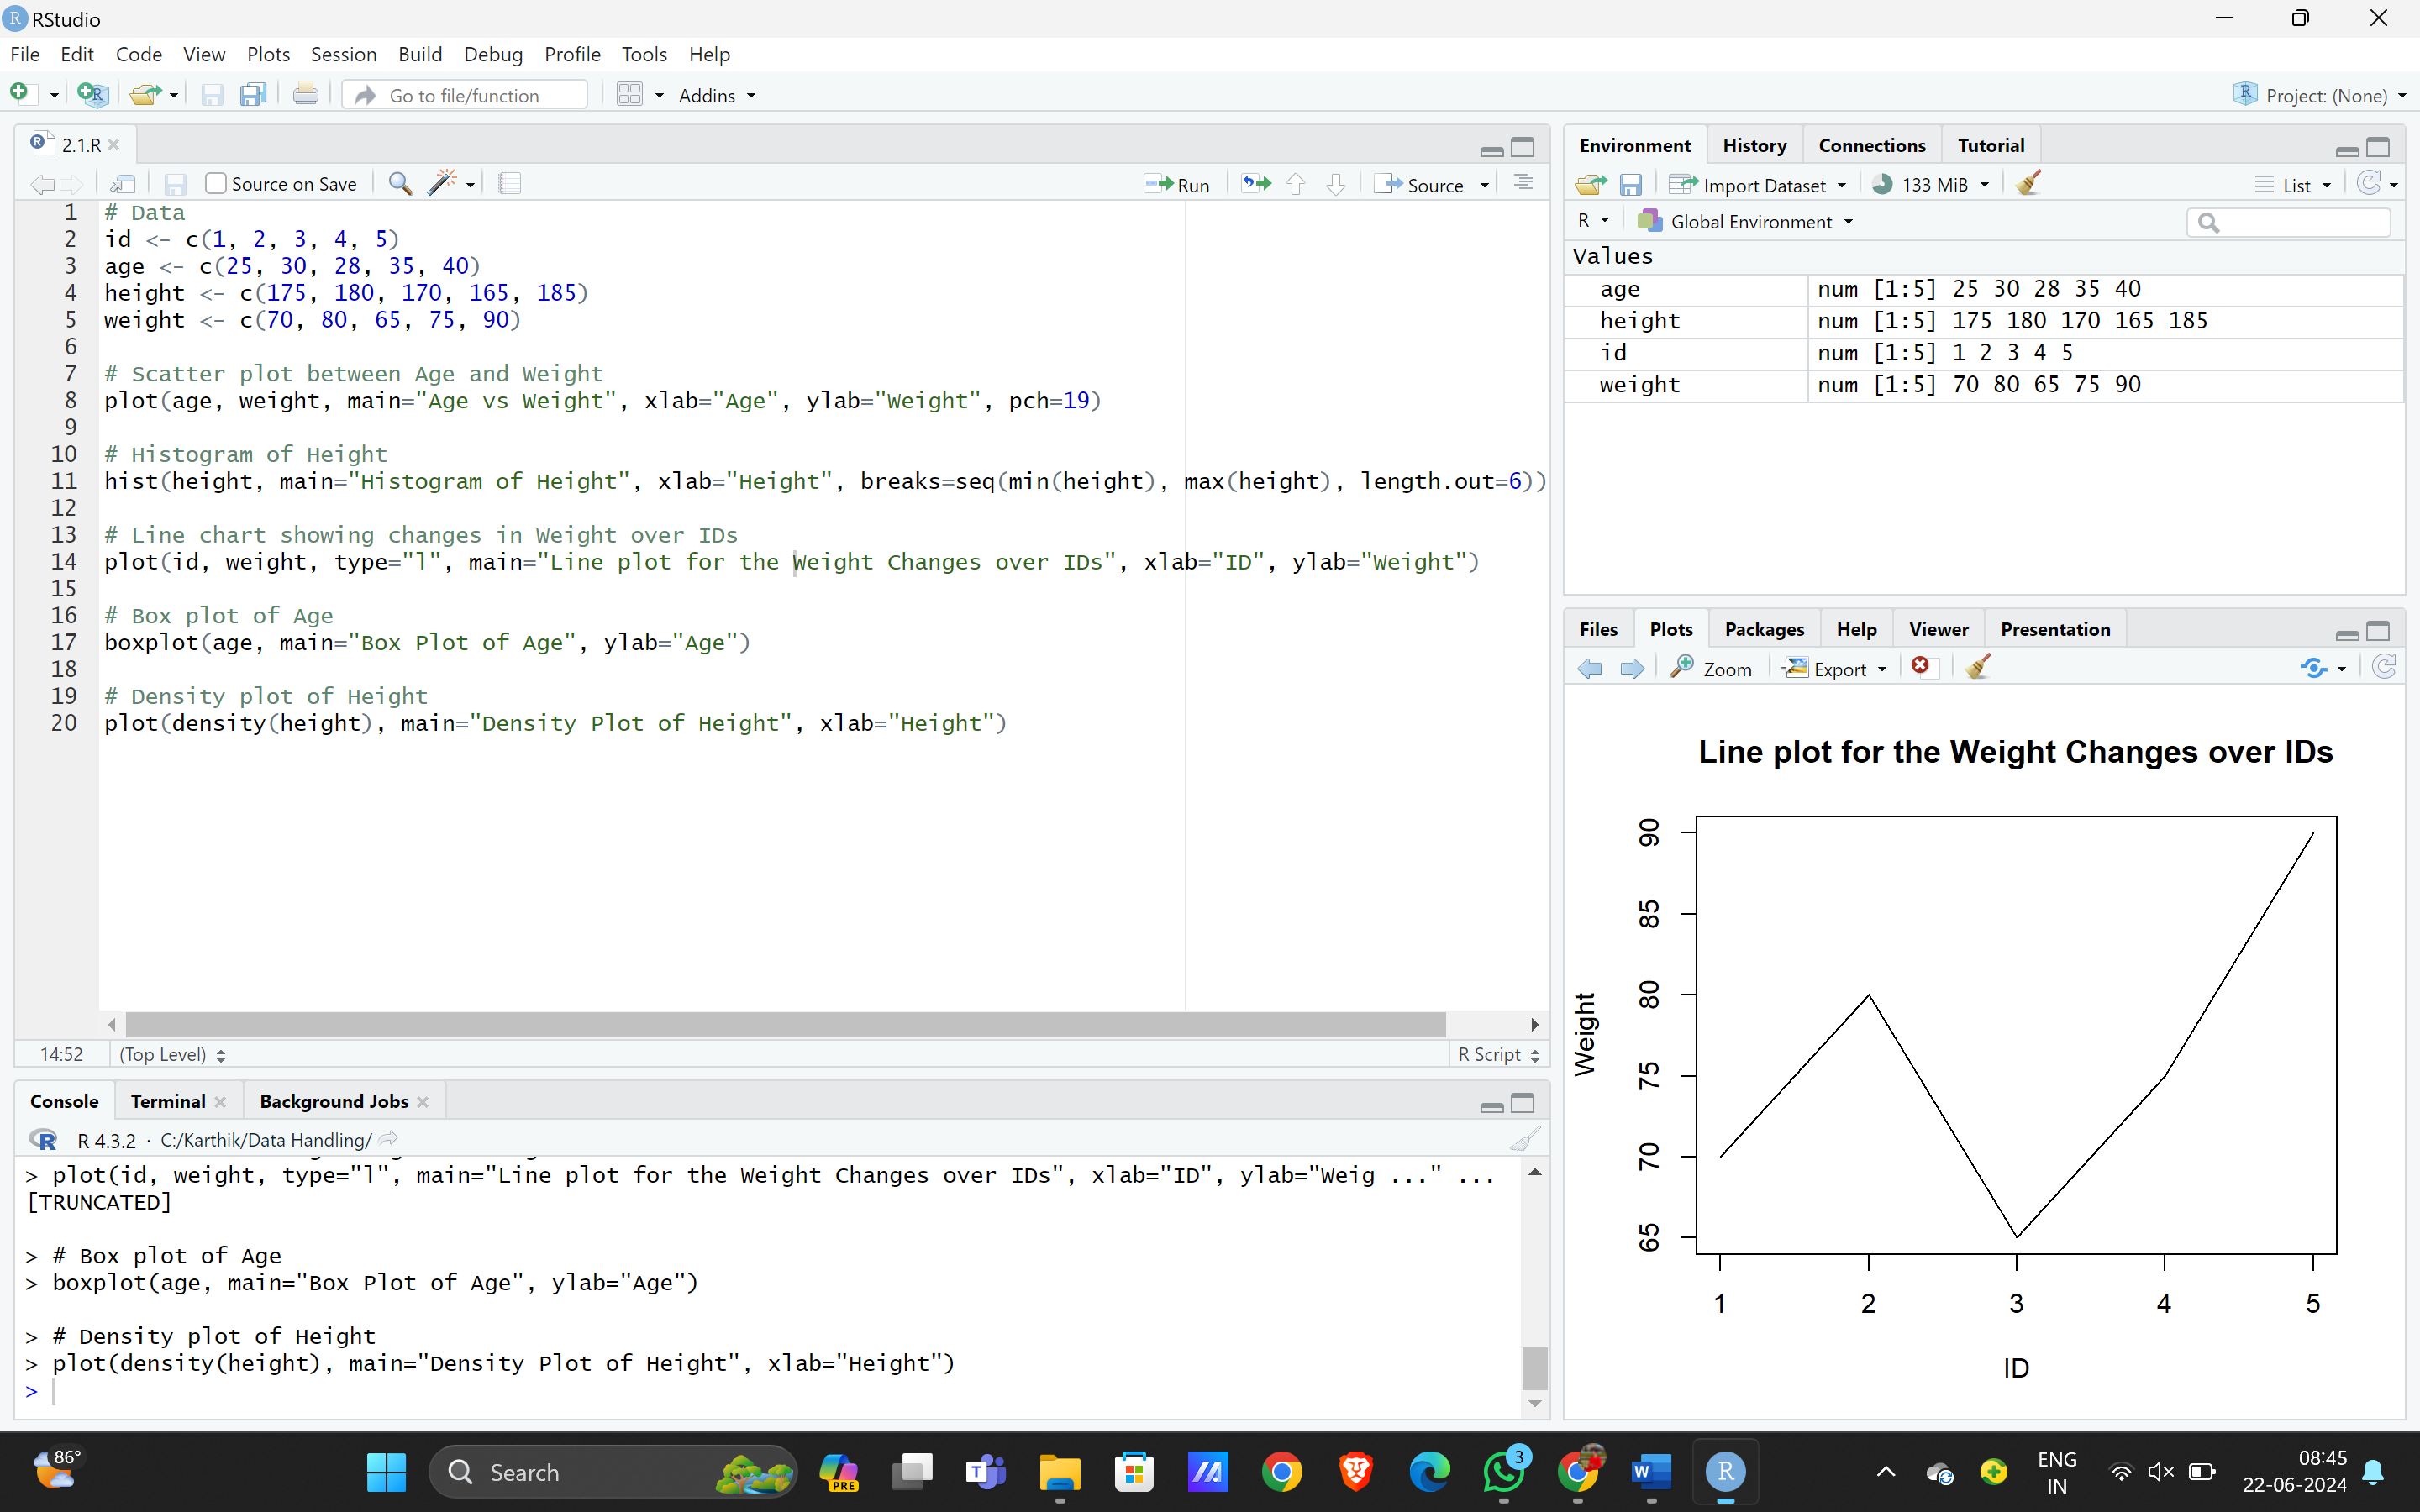 RStudio
File Edit Code View Plots Session Build Debug Profile Tools Help
Go to file/function Addins Project: (None)
2.1.R
Source on Save Run Source
1 # Data
2 id <- c(1, 2, 3, 4, 5)
3 age <- c(25, 30, 28, 35, 40)
4 height <- c(175, 180, 170, 165, 185)
5 weight <- c(70, 80, 65, 75, 90)
6
7 # Scatter plot between Age and Weight
8 plot(age, weight, main="Age vs Weight", xlab="Age", ylab="Weight", pch=19)
9
10 # Histogram of Height
11 hist(height, main="Histogram of Height", xlab="Height", breaks=seq(min(height), max(height), length.out=6))
12
13 # Line chart showing changes in Weight over IDs
14 plot(id, weight, type="l", main="Line plot for the Weight Changes over IDs", xlab="ID", ylab="Weight")
15
16 # Box plot of Age
17 boxplot(age, main="Box Plot of Age", ylab="Age")
18
19 # Density plot of Height
20 plot(density(height), main="Density Plot of Height", xlab="Height")
14:52 (Top Level) R Script
Console Terminal Background Jobs
R 4.3.2 · C:/Karthik/Data Handling/
> plot(id, weight, type="l", main="Line plot for the Weight Changes over IDs", xlab="ID", ylab="Weig ..." ...
[TRUNCATED]
> # Box plot of Age
> boxplot(age, main="Box Plot of Age", ylab="Age")
> # Density plot of Height
> plot(density(height), main="Density Plot of Height", xlab="Height")
>
Environment History Connections Tutorial
Import Dataset 133 MiB List
R Global Environment
Values
age num [1:5] 25 30 28 35 40
height num [1:5] 175 180 170 165 185
id num [1:5] 1 2 3 4 5
weight num [1:5] 70 80 65 75 90
Files Plots Packages Help Viewer Presentation
Zoom Export
Line plot for the Weight Changes over IDs
Weight
90
85
80
75
70
65
1 2 3 4 5
ID
86° Search PRE 3 ENG 08:45
IN 22-06-2024